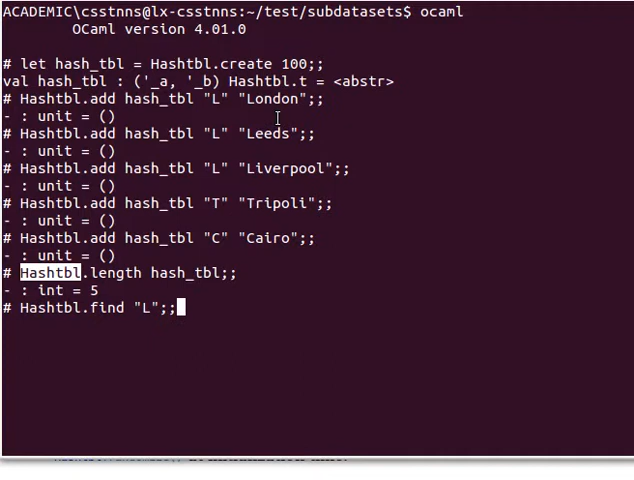 ACADEMIC\csstnns@lx-csstnns:~/test/subdatasets$ ocaml
OCaml version 4.01.0
# let hash_tbl = Hashtbl.create 100;;
val hash_tbl : ('_a, '_b) Hashtbl.t = <abstr>
# Hashtbl.add hash_tbl "L" "London";;
- : unit = ()
# Hashtbl.add hash_tbl "L" "Leeds";;
- : unit = ()
# Hashtbl.add hash_tbl "L" "Liverpool";;
- : unit = ()
# Hashtbl.add hash_tbl "T" "Tripoli";;
- : unit = ()
# Hashtbl.add hash_tbl "C" "Cairo";;
- : unit = ()
# Hashtbl.length hash_tbl;;
- : int = 5
# Hashtbl.find "L";;